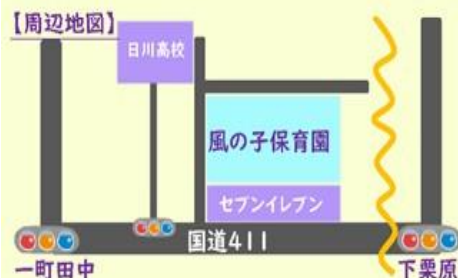 【周辺地図】
日川高校
風の子保育園
セブンイレブン
国道411
一町田中
下栗原